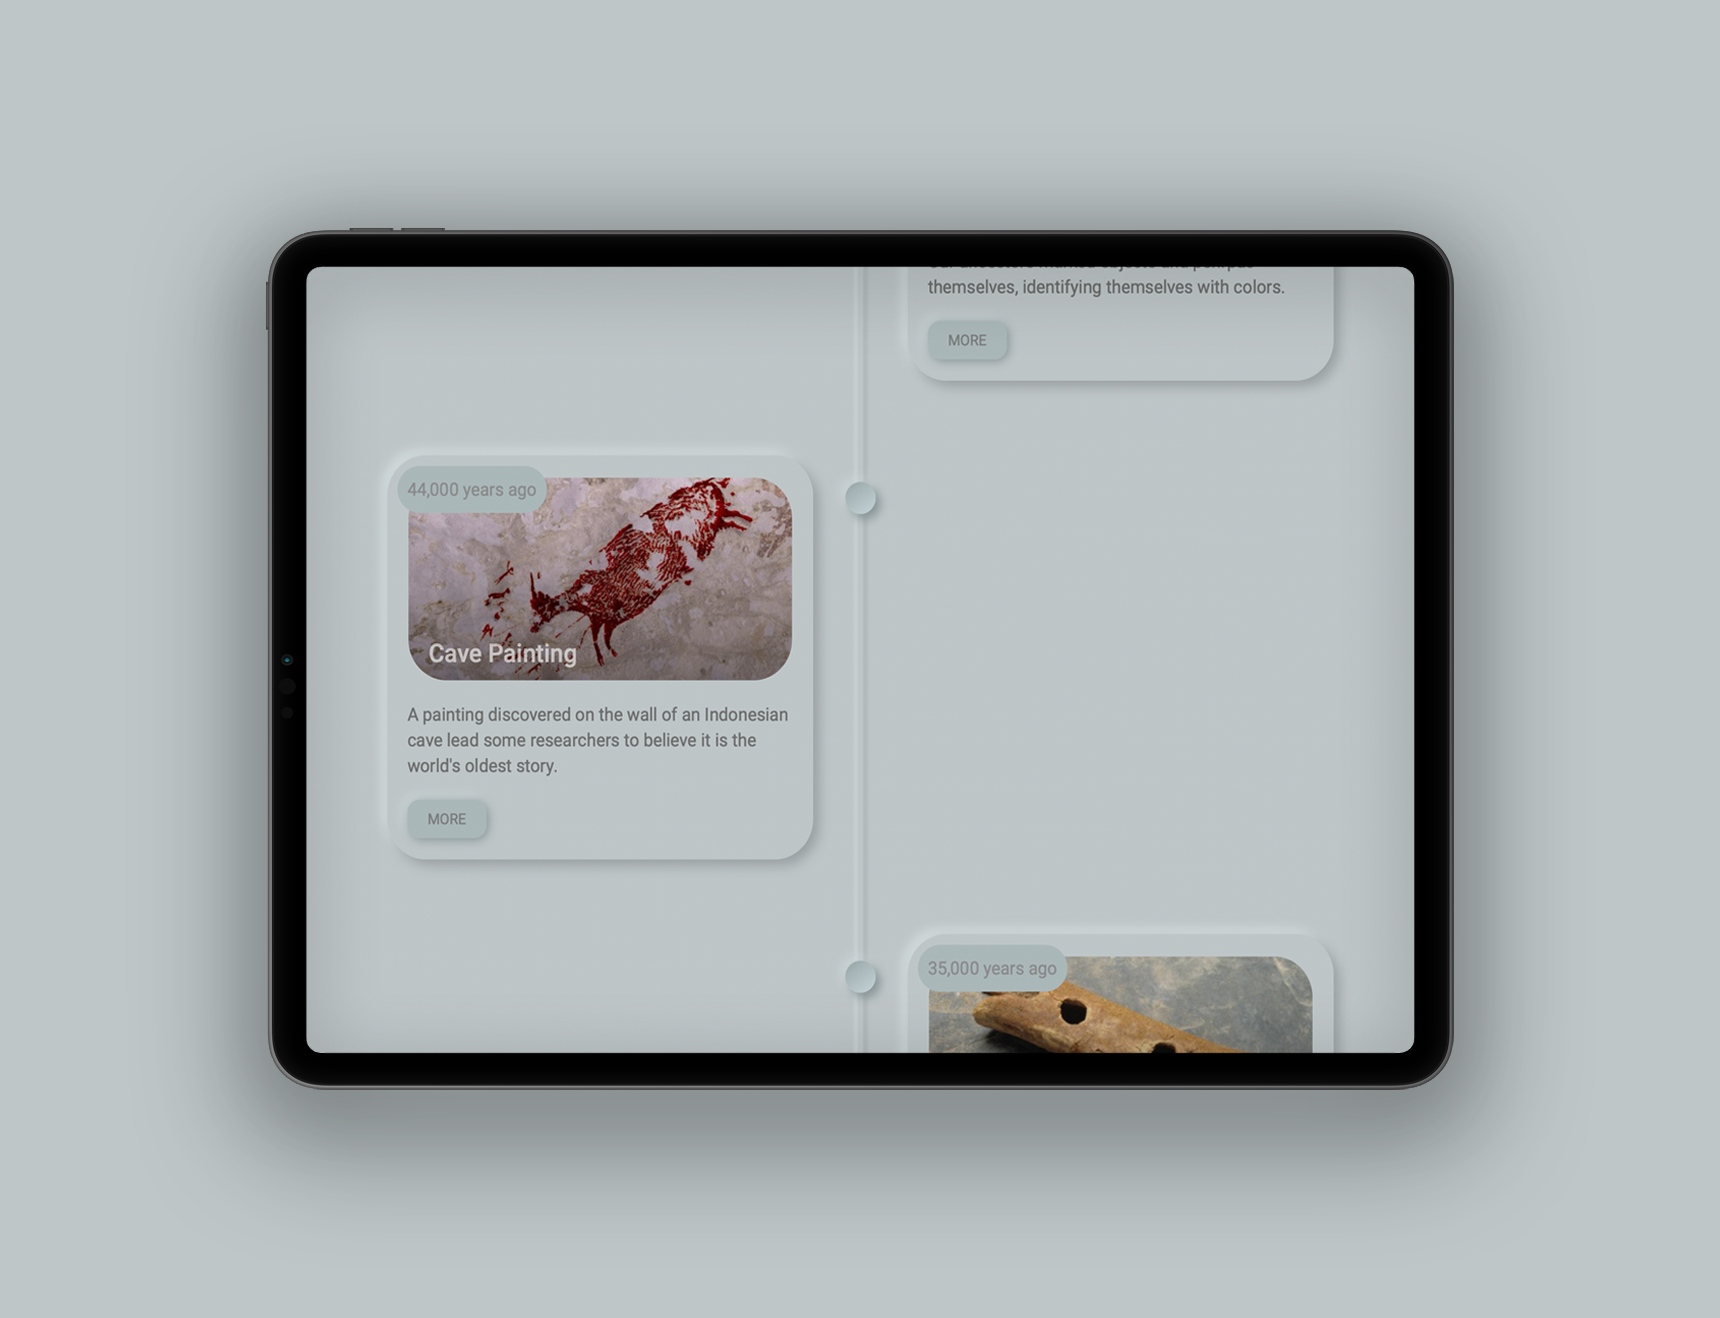 themselves, identifying themselves with colors.
MORE
44,000 years ago
Cave Painting
A painting discovered on the wall of an Indonesian
cave lead some researchers to believe it is the
world's oldest story.
MORE
35,000 years ago